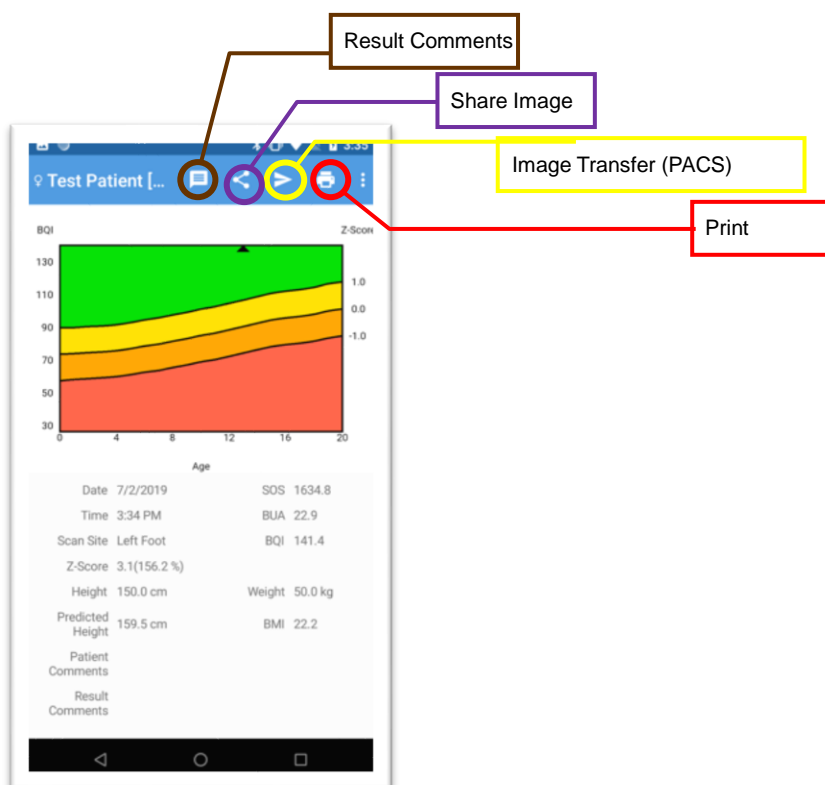 Result Comments
Share Image
Image Transfer (PACS)
Print
3:35
Test Patient [...
BQI
Z-Score
130
110
90
70
50
30
1.0
0.0
-1.0
0 4 8 12 16 20
Age
Date 7/2/2019 SOS 1634.8
Time 3:34 PM BUA 22.9
Scan Site Left Foot BQI 141.4
Z-Score 3.1(156.2 %)
Height 150.0 cm Weight 50.0 kg
Predicted
Height 159.5 cm BMI 22.2
Patient
Comments
Result
Comments